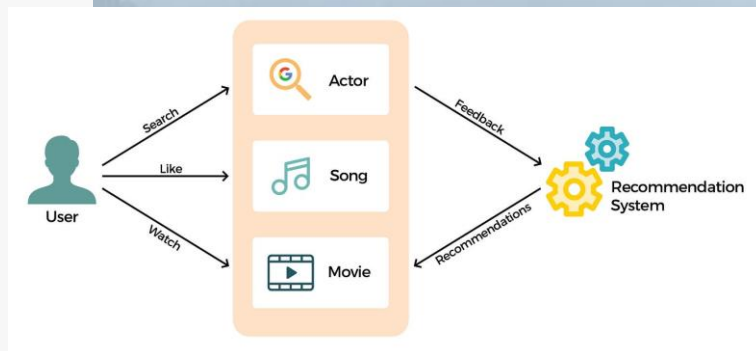 Search
Like
Watch
User
G
Actor
Song
Movie
Feedback
Recommendations
Recommendation
System